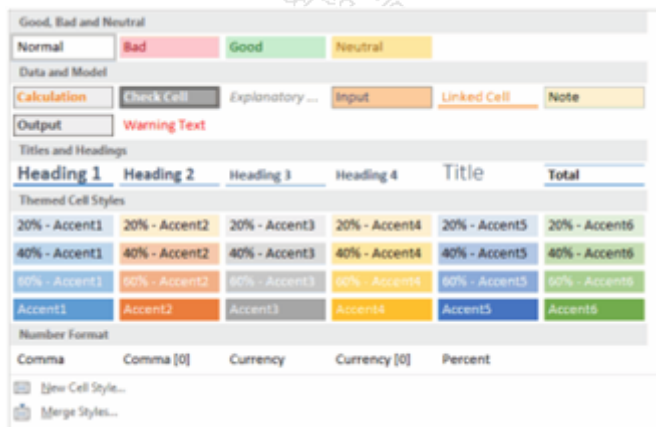 Good, Bad and Neutral
Normal Bad Good Neutral
Data and Model
Calculation Check Cell Explanatory ... Input Linked Cell Note
Output Warning Text
Titles and Headings
Heading 1 Heading 2 Heading 3 Heading 4 Title Total
Themed Cell Styles
20% - Accent1 20% - Accent2 20% - Accent3 20% - Accent4 20% - Accent5 20% - Accent6
40% - Accent1 40% - Accent2 40% - Accent3 40% - Accent4 40% - Accent5 40% - Accent6
60% - Accent1 60% - Accent2 60% - Accent3 60% - Accent4 60% - Accent5 60% - Accent6
Accent1 Accent2 Accent3 Accent4 Accent5 Accent6
Number Format
Comma Comma [0] Currency Currency [0] Percent
New Cell Style...
Merge Styles...